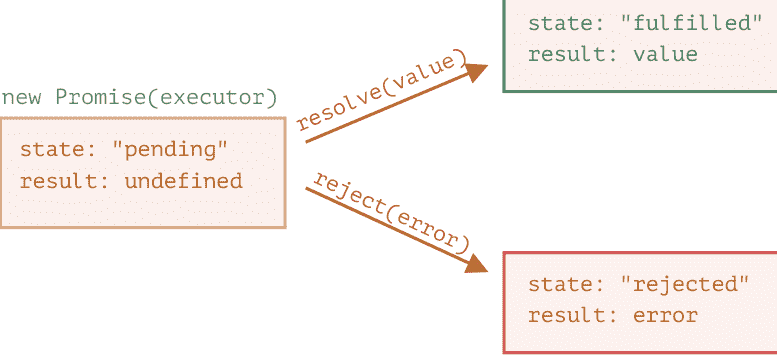 new Promise(executor)
state: "pending"
result: undefined
resolve(value)
reject(error)
state: "fulfilled"
result: value
state: "rejected"
result: error